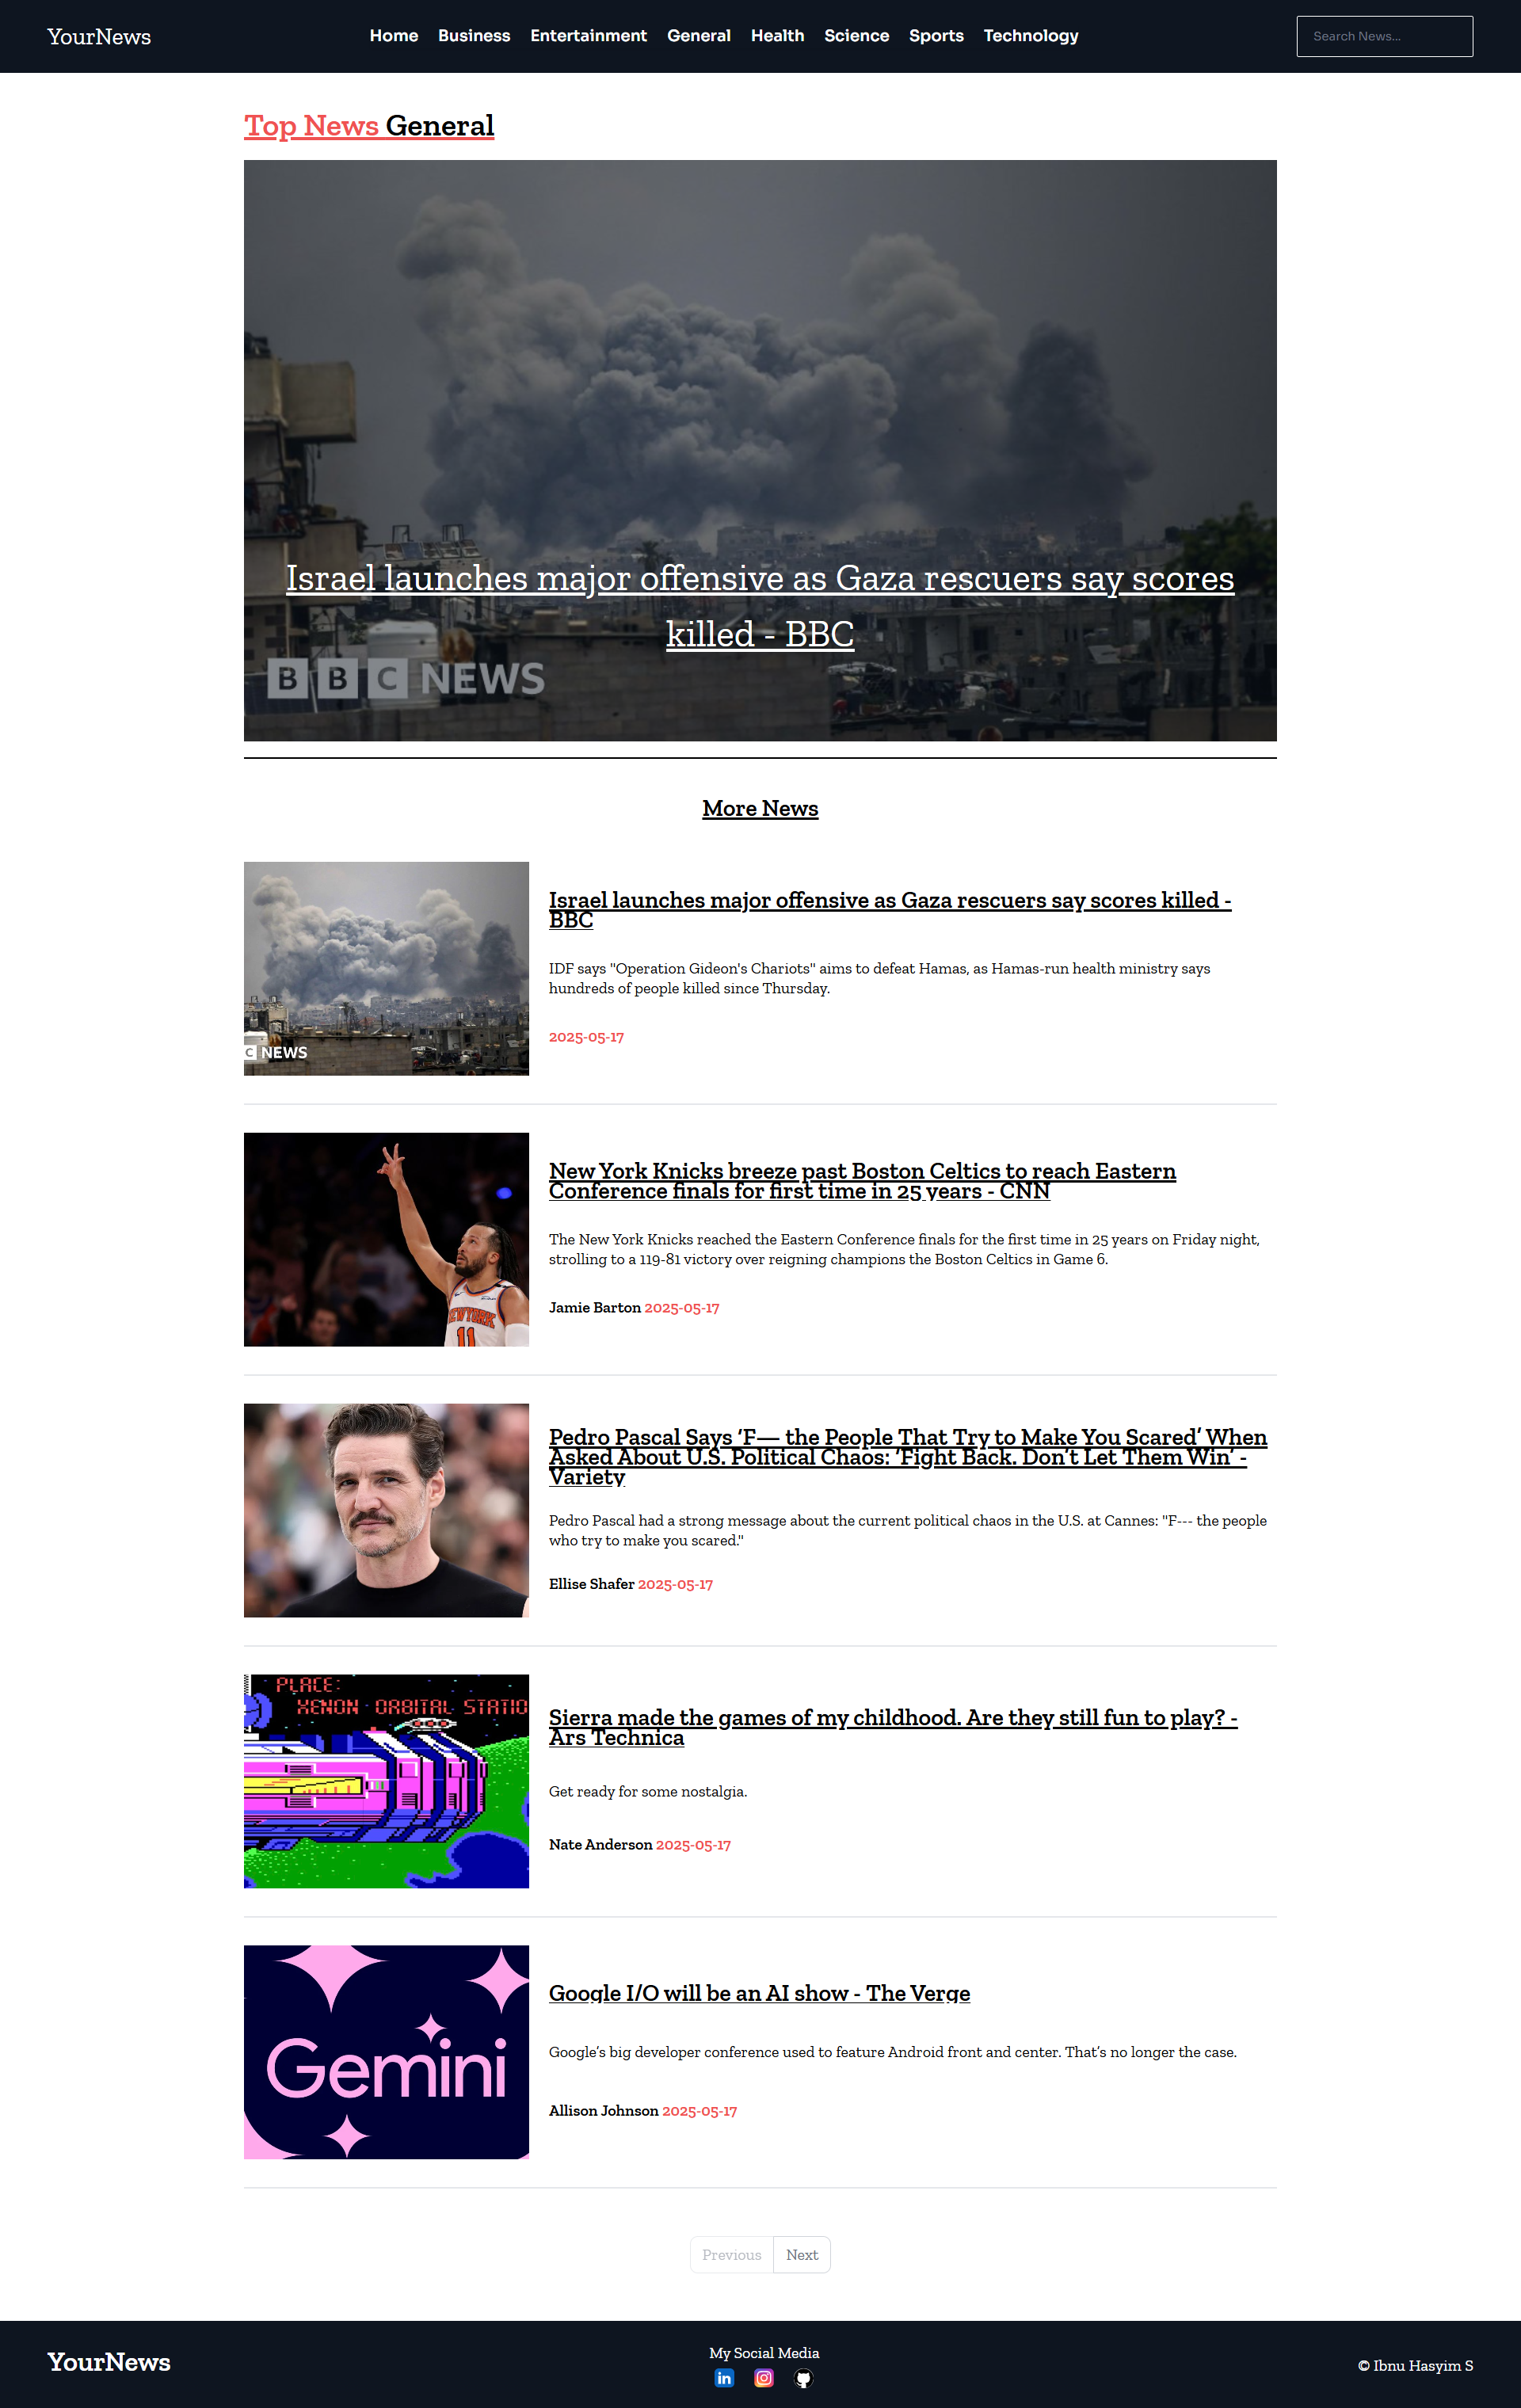 YourNews
Home Business Entertainment General Health Science Sports Technology
Search News...
Top News General
Israel launches major offensive as Gaza rescuers say scores
killed - BBC
BBC NEWS
More News
Israel launches major offensive as Gaza rescuers say scores killed -
BBC
IDF says "Operation Gideon's Chariots" aims to defeat Hamas, as Hamas-run health ministry says
hundreds of people killed since Thursday.
2025-05-17
C NEWS
New York Knicks breeze past Boston Celtics to reach Eastern
Conference finals for first time in 25 years - CNN
The New York Knicks reached the Eastern Conference finals for the first time in 25 years on Friday night,
strolling to a 119-81 victory over reigning champions the Boston Celtics in Game 6.
Jamie Barton 2025-05-17
NEW YORK
11
Pedro Pascal Says ‘F— the People That Try to Make You Scared’ When
Asked About U.S. Political Chaos: ‘Fight Back. Don’t Let Them Win’ -
Variety
Pedro Pascal had a strong message about the current political chaos in the U.S. at Cannes: "F--- the people
who try to make you scared."
Ellise Shafer 2025-05-17
PLACE:
XENON ORBITAL STATIO
Sierra made the games of my childhood. Are they still fun to play? -
Ars Technica
Get ready for some nostalgia.
Nate Anderson 2025-05-17
Gemini
Google I/O will be an AI show - The Verge
Google’s big developer conference used to feature Android front and center. That’s no longer the case.
Allison Johnson 2025-05-17
Previous Next
YourNews
My Social Media
in
© Ibnu Hasyim S